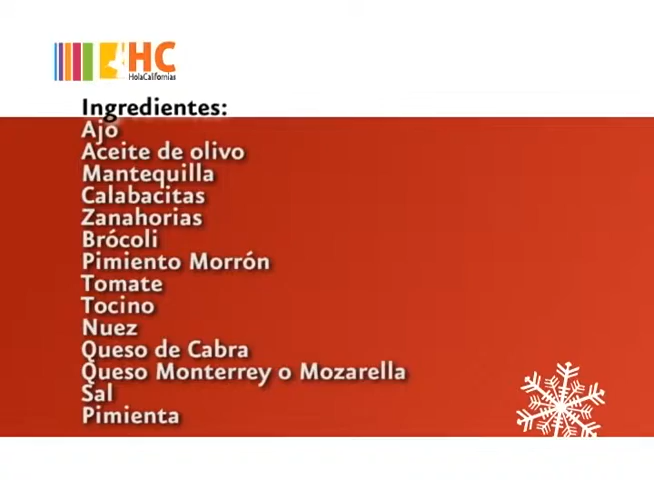 HC
HolaCalifornias
Ingredientes:
Ajo
Aceite de olivo
Mantequilla
Calabacitas
Zanahorias
Brócoli
Pimiento Morrón
Tomate
Tocino
Nuez
Queso de Cabra
Queso Monterrey o Mozarella
Sal
Pimienta